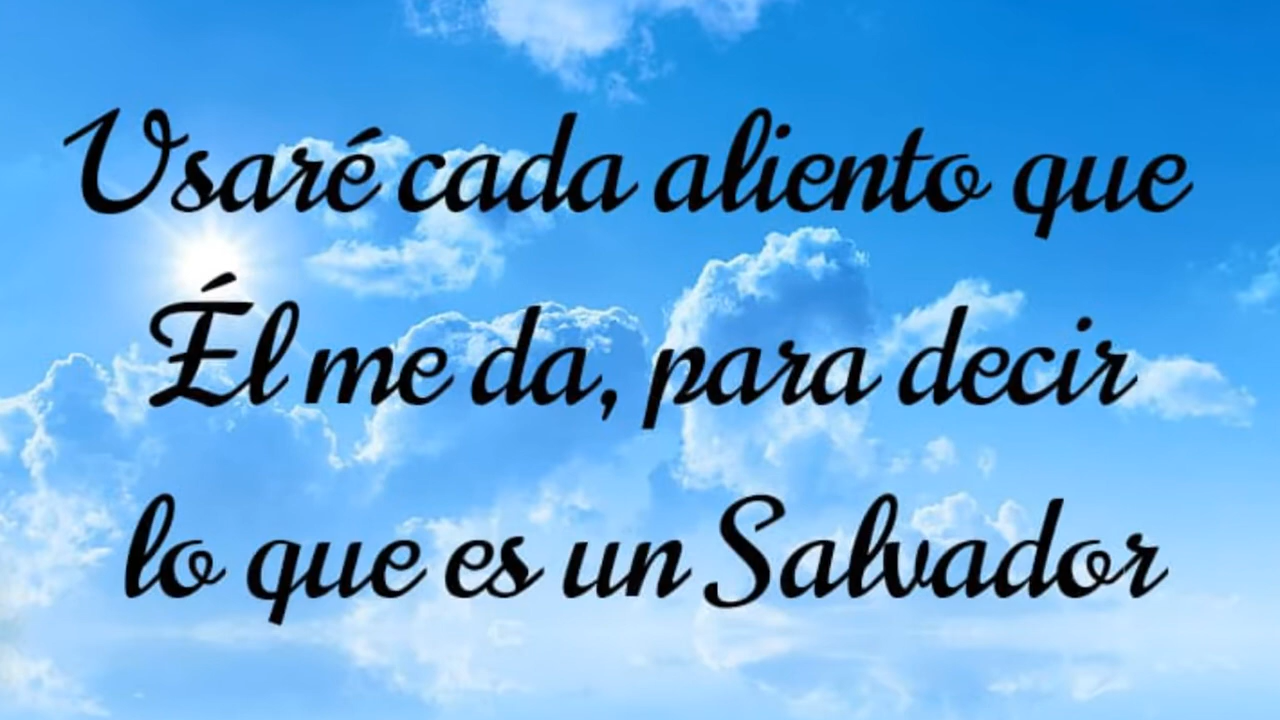 Usaré cada aliento que
Él me da, para decir
lo que es un Salvador